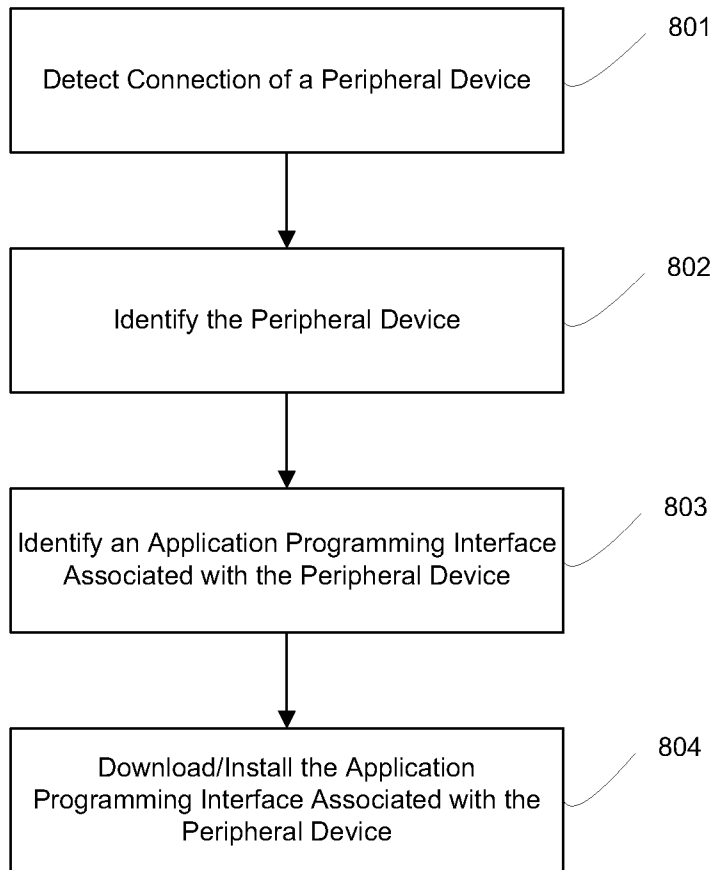 801
Detect Connection of a Peripheral Device
802
Identify the Peripheral Device
803
Identify an Application Programming Interface
Associated with the Peripheral Device
804
Download/Install the Application
Programming Interface Associated with the
Peripheral Device